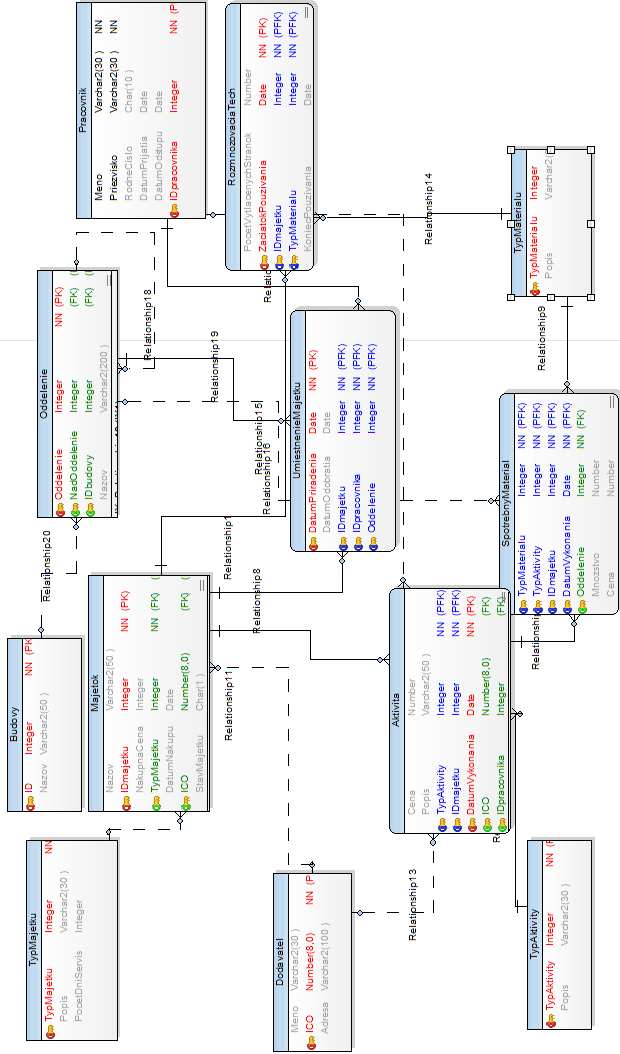 Pracovnik
Meno Varchar2(30 ) NN
Priezvisko Varchar2(30 ) NN
RodneCislo Char(10 )
DatumPrijatia Date
DatumOdstupu Date
IDpracovnika Integer NN (P
RozmnozovaciaTech
PocetVytlacenychStranok Number
ZaciatokPouzivania Date NN (PK)
IDmajetku Integer NN (PFK)
TypMaterialu Integer NN (PFK)
KoniecPouzivania Date
TypMaterialu
TypMaterialu Integer
Popis Varchar2(
Relationship14
Relationship9
Oddelenie
Oddelenie Integer NN (PK)
NadOddelenie Integer (FK)
IDbudovy Integer (FK)
Nazov Varchar2(200 )
Relationship18
Relationship19
Relationship15
Relationship16
UmiestnenieMajetku
DatumPriradenia Date NN (PK)
DatumOdobratia Date
IDmajetku Integer NN (PFK)
IDpracovnika Integer NN (PFK)
Oddelenie Integer NN (PFK)
SpotrebnyMaterial
TypMaterialu Integer NN (PFK)
TypAktivity Integer NN (PFK)
IDmajetku Integer NN (PFK)
DatumVykonania Date NN (PFK)
Oddelenie Integer NN (FK)
Mnozstvo Number
Cena Number
Relationship20
Relationship1
Relationship8
Relationship11
Relationship
Budovy
ID Integer NN (PK
Nazov Varchar2(50 )
Majetok
Nazov Varchar2(50 )
IDmajetku Integer NN (PK)
NakupnaCena Integer
TypMajetku Integer NN (FK)
DatumNakupu Date
ICO Number(8,0) (FK)
StavMajetku Char(1 )
Aktivita
Cena Number
Popis Varchar2(50 )
TypAktivity Integer NN (PFK)
IDmajetku Integer NN (PFK)
DatumVykonania Date NN (PK)
ICO Number(8,0) (FK)
IDpracovnika Integer NN (FK)
TypMajetku
TypMajetku Integer NN
Popis Varchar2(30 )
PocetDniServis Integer
Dodavatel
Meno Varchar2(30 )
ICO Number(8,0) NN (P
Adresa Varchar2(100 )
Relationship13
TypAktivity
TypAktivity Integer NN (P
Popis Varchar2(30 )